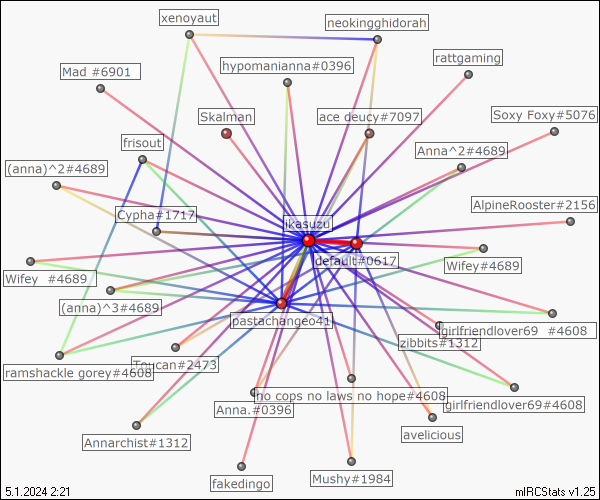 xenoyaut
neokingghidorah
rattgaming
hypomanianna#0396
Mad #6901
Soxy Foxy#5076
Skalman
ace deucy#7097
frisout
Anna^2#4689
(anna)^2#4689
AlpineRooster#2156
Cypha#1717
ikasuzu
default#0617
Wifey#4689
Wifey  #4689
(anna)^3#4689
pastachangeo41
girlfriendlover69  #4608
zibbits#1312
Toucan#2473
ramshackle gorey#4608
no cops no laws no hope#4608
girlfriendlover69#4608
Anna.#0396
avelicious
Annarchist#1312
Mushy#1984
fakedingo
5.1.2024 2:21
mIRCStats v1.25